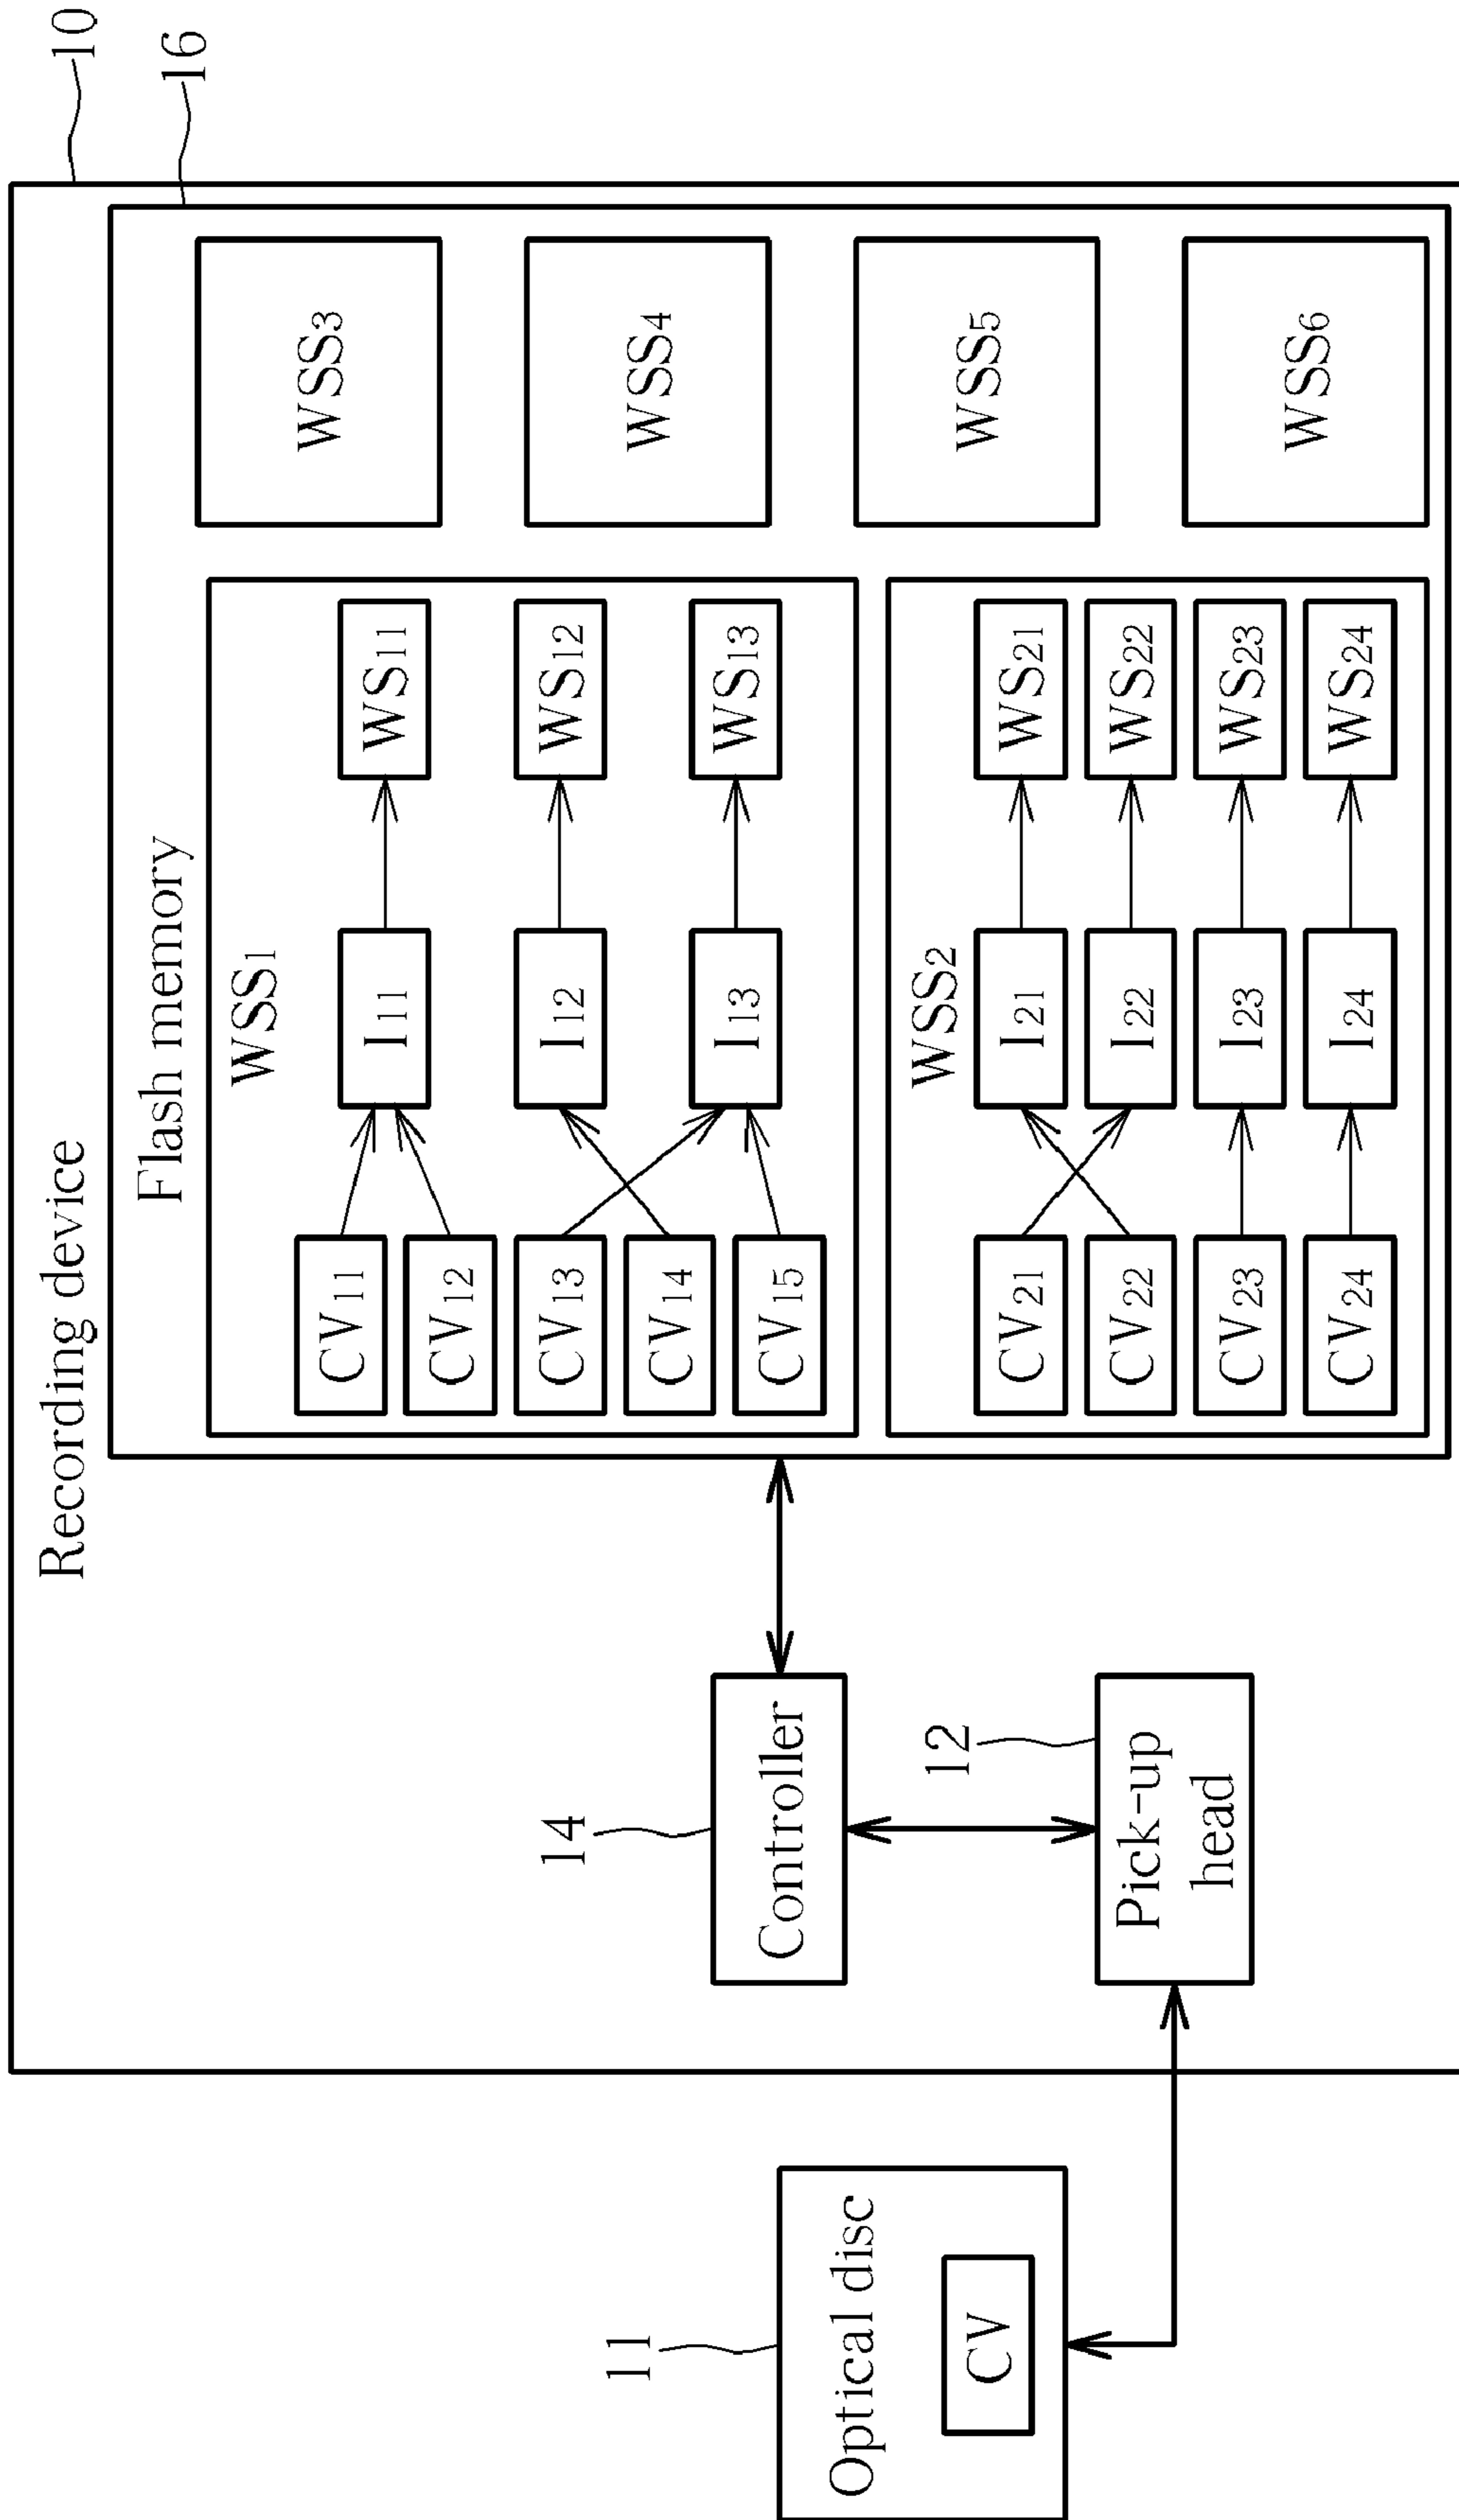 10
16
Recording device
Flash memory
WSS1
CV11
CV12
CV13
CV14
CV15
I11
I12
I13
WS11
WS12
WS13
WSS2
CV21
CV22
CV23
CV24
I21
I22
I23
I24
WS21
WS22
WS23
WS24
WSS3
WSS4
WSS5
WSS6
14
Controller
12
Pick-up
head
11
Optical disc
CV